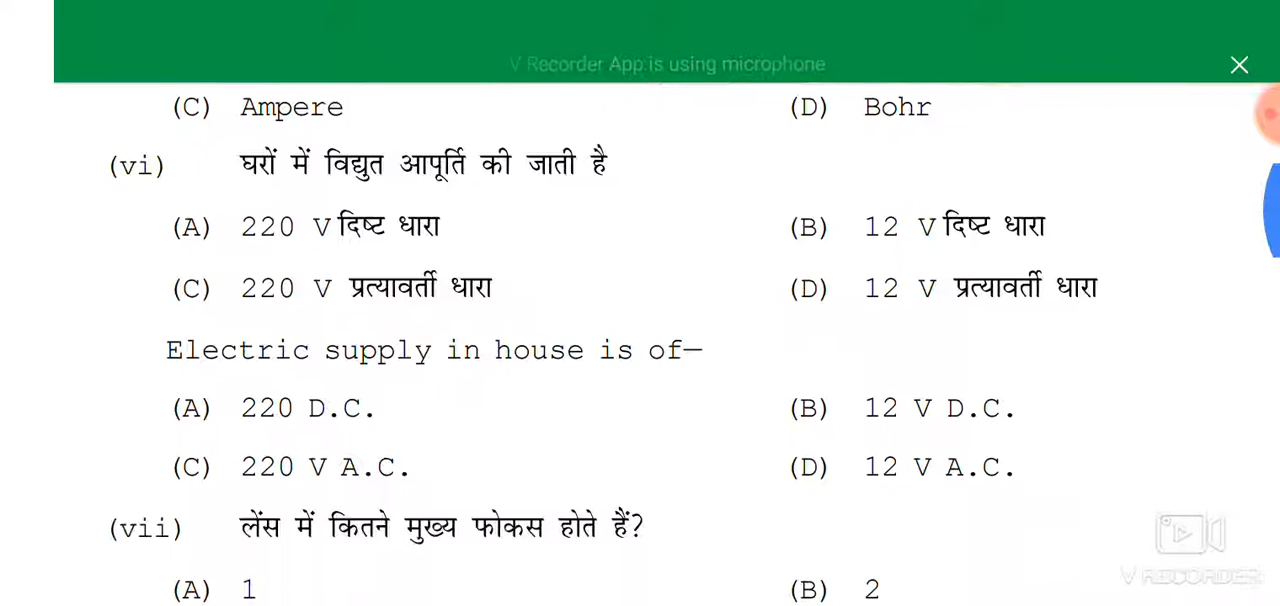 V Recorder App is using microphone
(C) Ampere (D) Bohr
(vi) घरों में विद्युत आपूर्ति की जाती है
(A) 220 V दिष्ट धारा (B) 12 V दिष्ट धारा
(C) 220 V प्रत्यावर्ती धारा (D) 12 V प्रत्यावर्ती धारा
Electric supply in house is of—
(A) 220 D.C. (B) 12 V D.C.
(C) 220 V A.C. (D) 12 V A.C.
(vii) लेंस में कितने मुख्य फोकस होते हैं?
(A) 1 (B) 2
V RECORDER